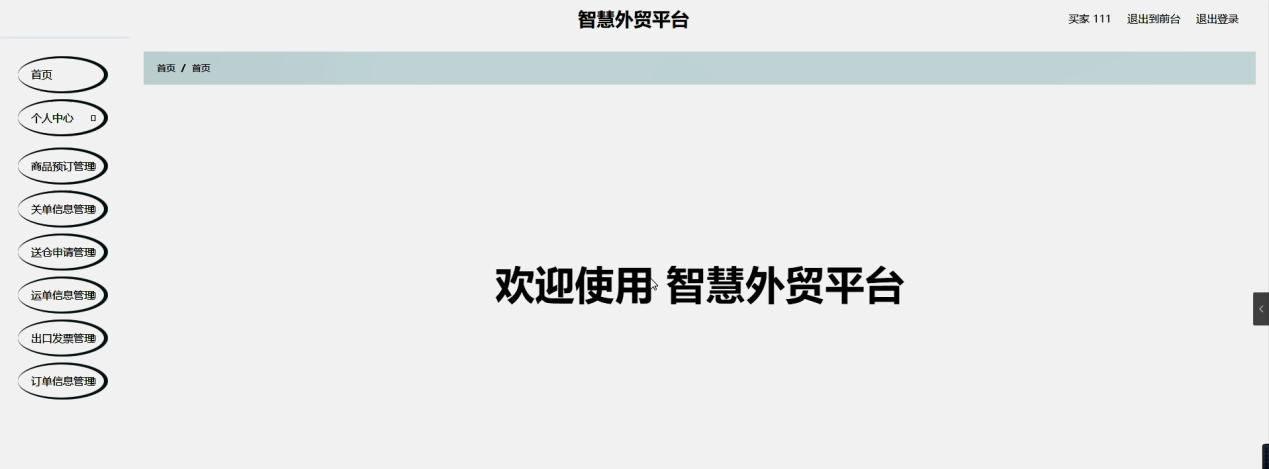 智慧外贸平台
买家 111 退出到前台 退出登录
首页 / 首页
首页
个人中心
商品预订管理
关单信息管理
送仓申请管理
运单信息管理
出口发票管理
订单信息管理
欢迎使用 智慧外贸平台